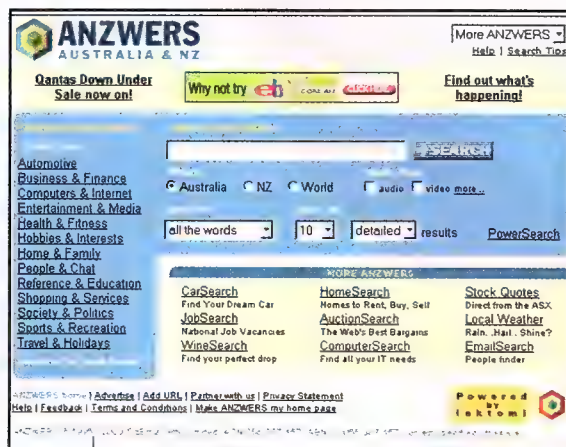 ANZWERS
AUSTRALIA & NZ
More ANZWERS
Help | Search Tips
Qantas Down Under
Sale now on!
Why not try
CLICK HERE
Find out what's
happening!
SEARCH
Australia NZ World audio video more..
all the words 10 detailed results PowerSearch
Automotive
Business & Finance
Computers & Internet
Entertainment & Media
Health & Fitness
Hobbies & Interests
Home & Family
People & Chat
Reference & Education
Shopping & Services
Society & Politics
Sports & Recreation
Travel & Holidays
MORE ANZWERS
CarSearch HomeSearch Stock Quotes
Find Your Dream Car Homes to Rent, Buy, Sell Direct from the ASX
JobSearch AuctionSearch Local Weather
National Job Vacancies The Web's Best Bargains Rain..Hail..Shine?
WineSearch ComputerSearch EmailSearch
Find your perfect drop Find all your IT needs People finder
ANZWERS home | Advertise | Add URL | Partner with us | Privacy Statement
Help | Feedback | Terms and Conditions | Make ANZWERS my home page
Powered
by
inktomi